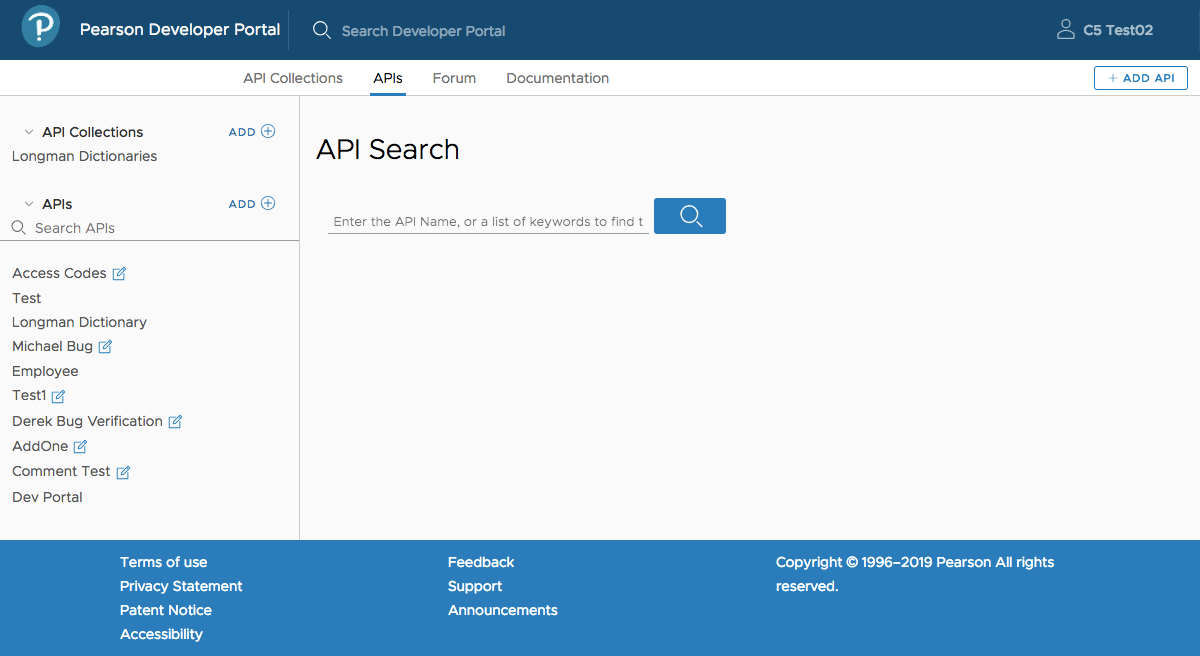 Pearson Developer Portal
Search Developer Portal
C5 Test02
API Collections
APIs
Forum
Documentation
+ ADD API
API Collections
ADD
Longman Dictionaries
APIs
ADD
Search APIs
Access Codes
Test
Longman Dictionary
Michael Bug
Employee
Test1
Derek Bug Verification
AddOne
Comment Test
Dev Portal
API Search
Enter the API Name, or a list of keywords to find t
Terms of use
Privacy Statement
Patent Notice
Accessibility
Feedback
Support
Announcements
Copyright © 1996–2019 Pearson All rights
reserved.